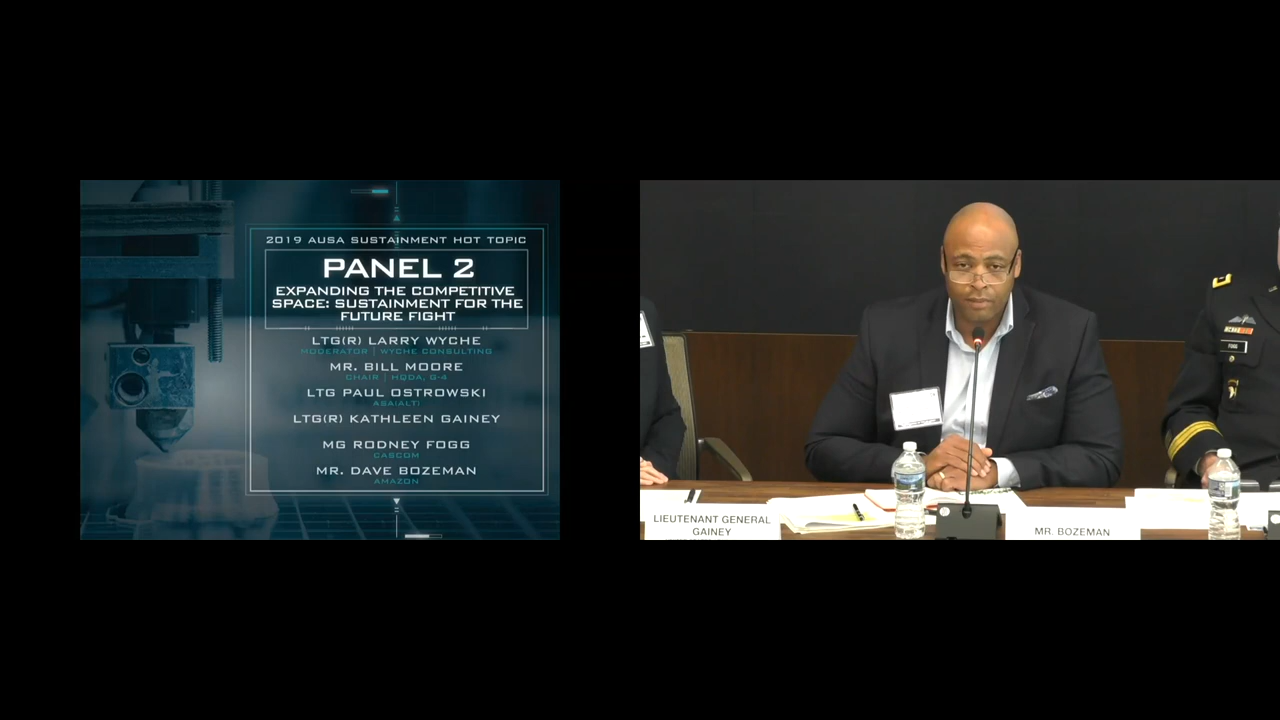 2019 AUSA SUSTAINMENT HOT TOPIC
PANEL 2
EXPANDING THE COMPETITIVE
SPACE: SUSTAINMENT FOR THE
FUTURE FIGHT
LTG(R) LARRY WYCHE
MODERATOR | WYCHE CONSULTING
MR. BILL MOORE
CHAIR | HQDA, G-4
LTG PAUL OSTROWSKI
ASA(ALT)
LTG(R) KATHLEEN GAINEY
MG RODNEY FOGG
CASCOM
MR. DAVE BOZEMAN
AMAZON
FOGG
LIEUTENANT GENERAL
GAINEY
MR. BOZEMAN